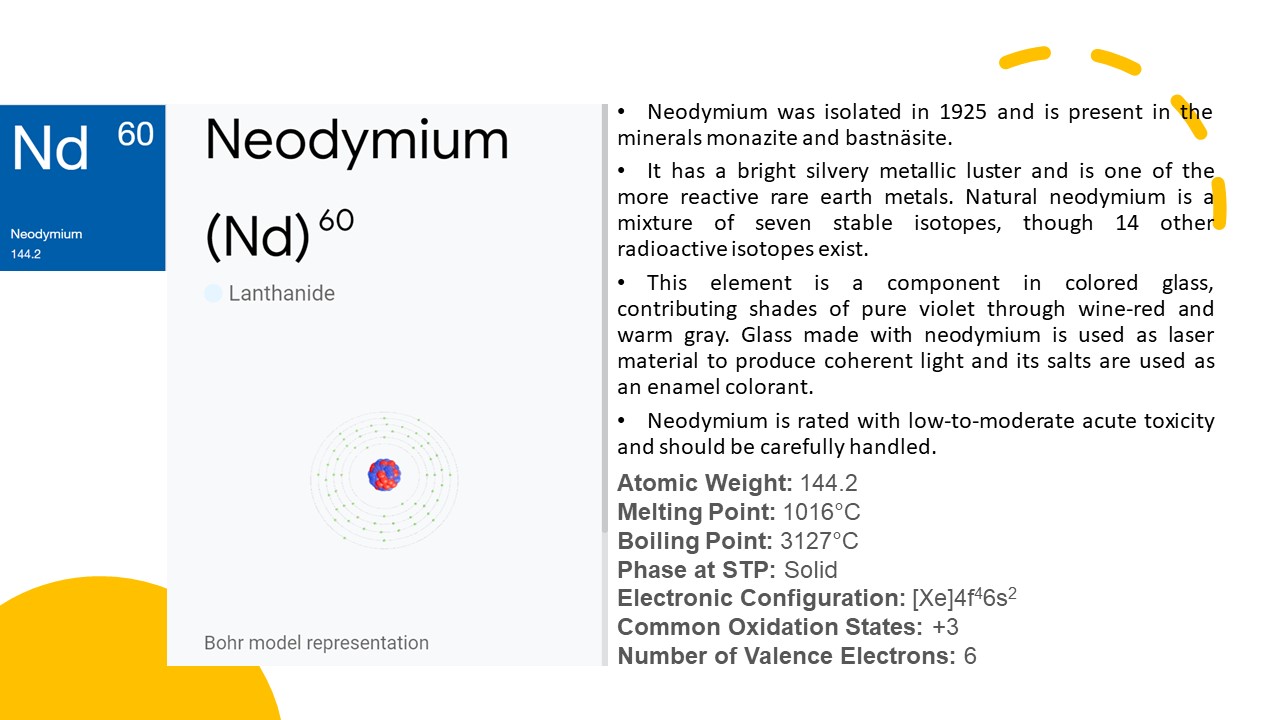 Nd 60
Neodymium
144.2
Neodymium
(Nd) 60
Lanthanide
Bohr model representation
• Neodymium was isolated in 1925 and is present in the
minerals monazite and bastnäsite.
• It has a bright silvery metallic luster and is one of the
more reactive rare earth metals. Natural neodymium is a
mixture of seven stable isotopes, though 14 other
radioactive isotopes exist.
• This element is a component in colored glass,
contributing shades of pure violet through wine-red and
warm gray. Glass made with neodymium is used as laser
material to produce coherent light and its salts are used as
an enamel colorant.
• Neodymium is rated with low-to-moderate acute toxicity
and should be carefully handled.
Atomic Weight: 144.2
Melting Point: 1016°C
Boiling Point: 3127°C
Phase at STP: Solid
Electronic Configuration: [Xe]4f⁴6s²
Common Oxidation States: +3
Number of Valence Electrons: 6